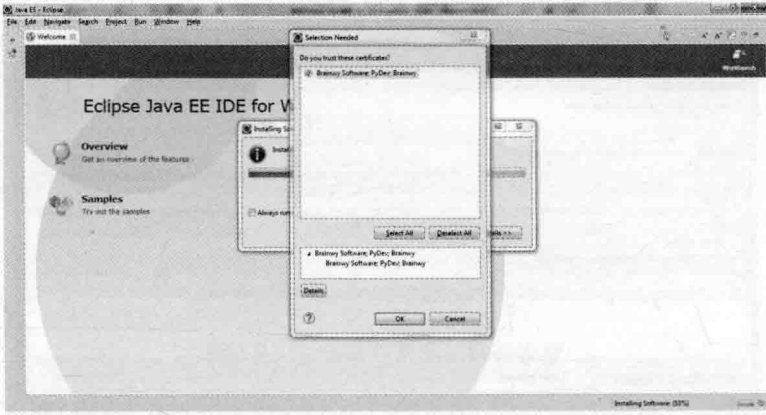 Java EE - Eclipse
File Edit Navigate Search Project Run Window Help
Welcome
Workbench
Eclipse Java EE IDE for W
Overview
Get an overview of the features
Samples
Try out the samples
Installing So
Install
Always run
Selection Needed
Do you trust these certificates?
Brainwy Software; PyDev; Brainwy
Select All Deselect All
Brainwy Software; PyDev; Brainwy
Brainwy Software; PyDev; Brainwy
Details
OK Cancel
Installing Software: (53%)